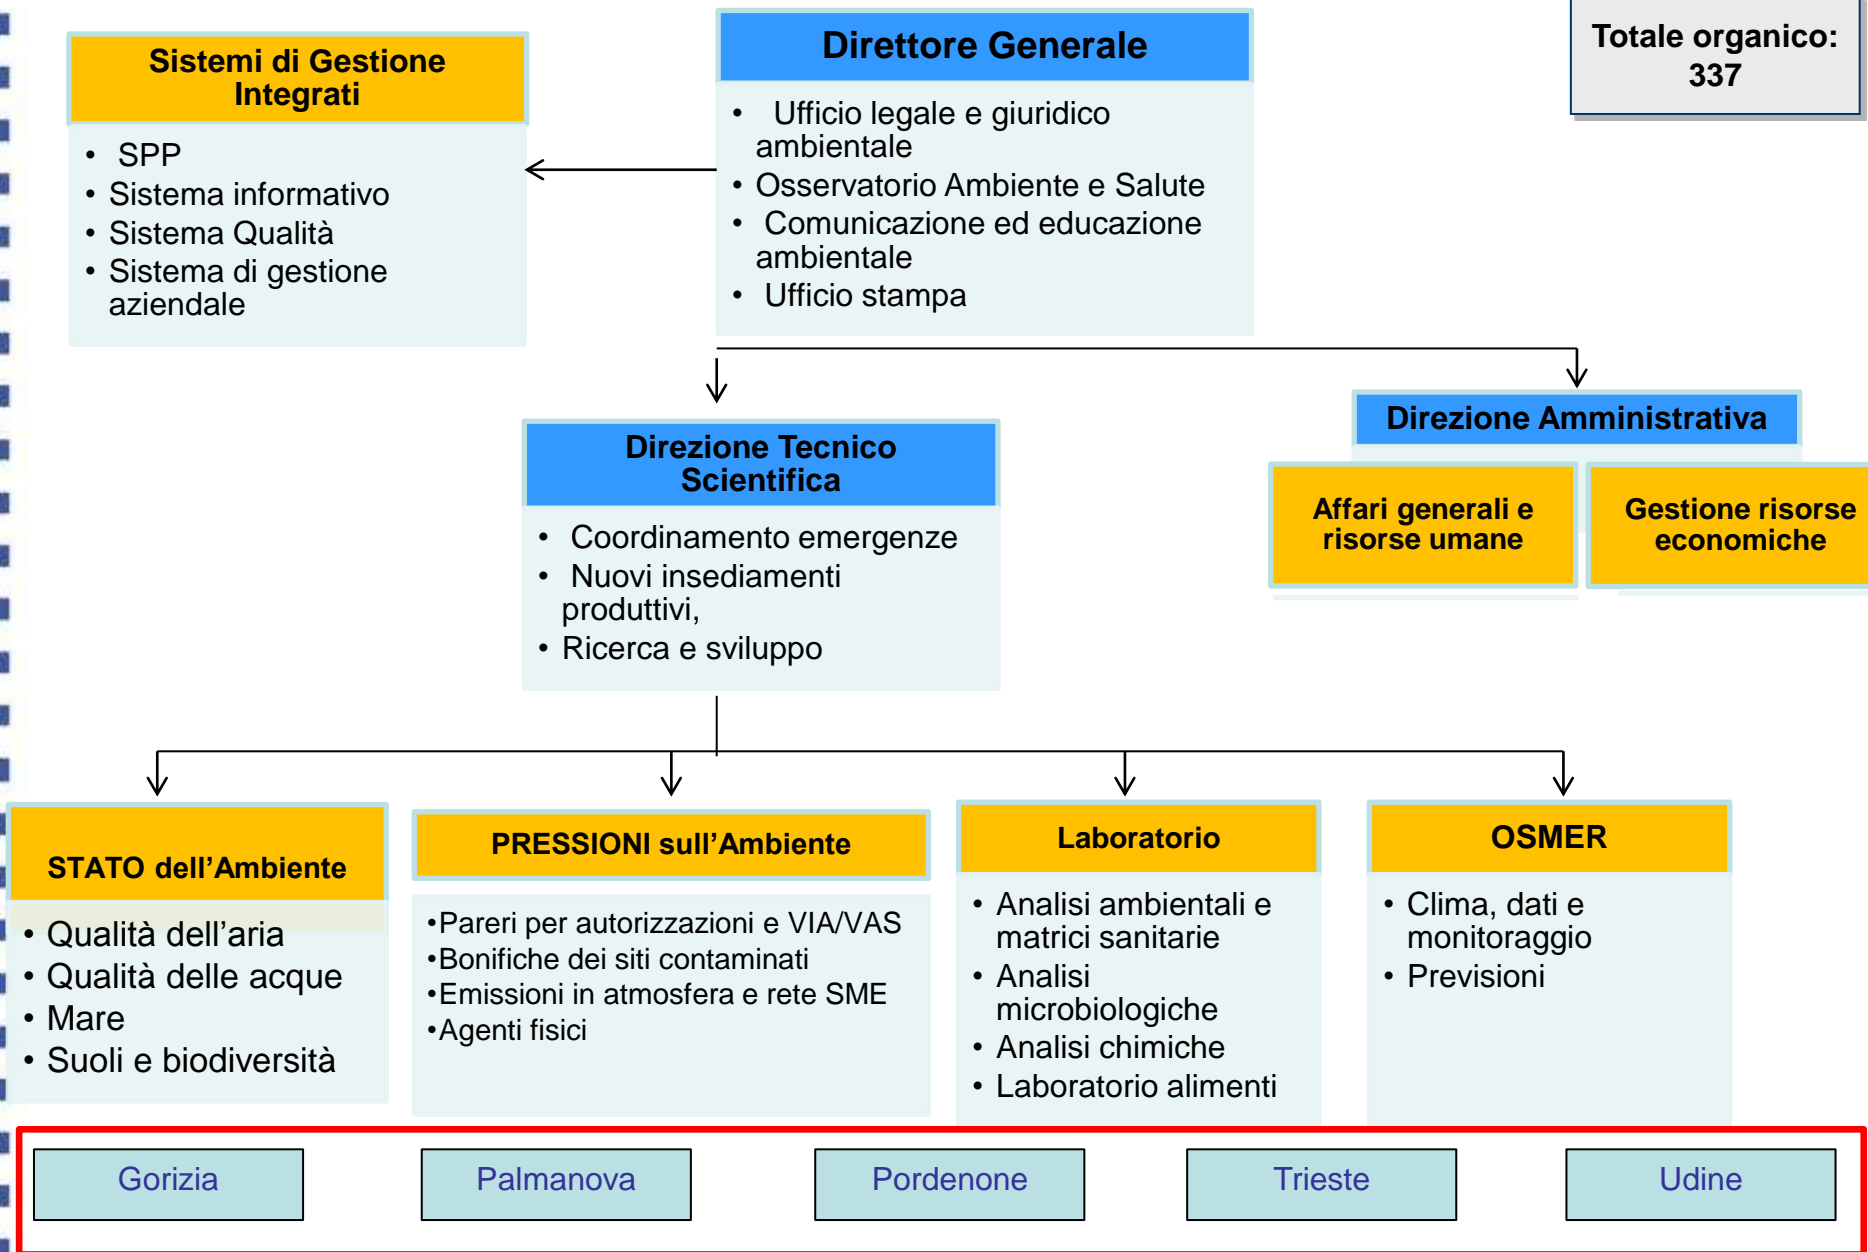 Sistemi di Gestione
Integrati
• SPP
• Sistema informativo
• Sistema Qualità
• Sistema di gestione
aziendale
Direttore Generale
• Ufficio legale e giuridico
ambientale
• Osservatorio Ambiente e Salute
• Comunicazione ed educazione
ambientale
• Ufficio stampa
Totale organico:
337
Direzione Tecnico
Scientifica
• Coordinamento emergenze
• Nuovi insediamenti
produttivi,
• Ricerca e sviluppo
Direzione Amministrativa
Affari generali e
risorse umane
Gestione risorse
economiche
STATO dell’Ambiente
• Qualità dell’aria
• Qualità delle acque
• Mare
• Suoli e biodiversità
PRESSIONI sull’Ambiente
•Pareri per autorizzazioni e VIA/VAS
•Bonifiche dei siti contaminati
•Emissioni in atmosfera e rete SME
•Agenti fisici
Laboratorio
• Analisi ambientali e
matrici sanitarie
• Analisi
microbiologiche
• Analisi chimiche
• Laboratorio alimenti
OSMER
• Clima, dati e
monitoraggio
• Previsioni
Gorizia
Palmanova
Pordenone
Trieste
Udine